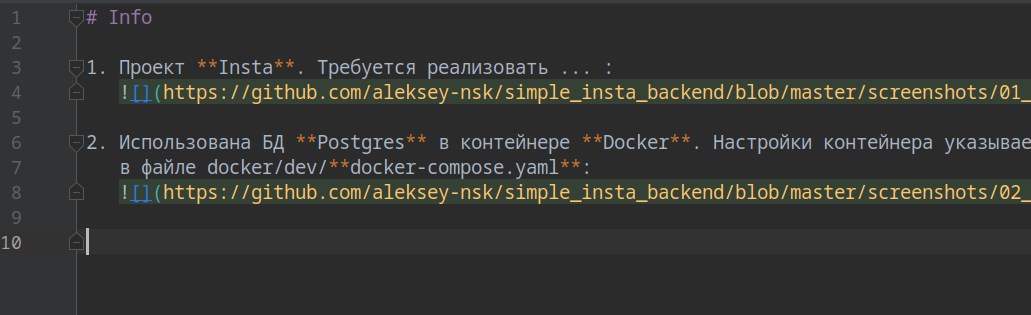 1 # Info
2
3 1. Проект **Insta**. Требуется реализовать ... :
4 ![](https://github.com/aleksey-nsk/simple_insta_backend/blob/master/screenshots/01_
5
6 2. Использована БД **Postgres** в контейнере **Docker**. Настройки контейнера указывае
7 в файле docker/dev/**docker-compose.yaml**:
8 ![](https://github.com/aleksey-nsk/simple_insta_backend/blob/master/screenshots/02_
9
10